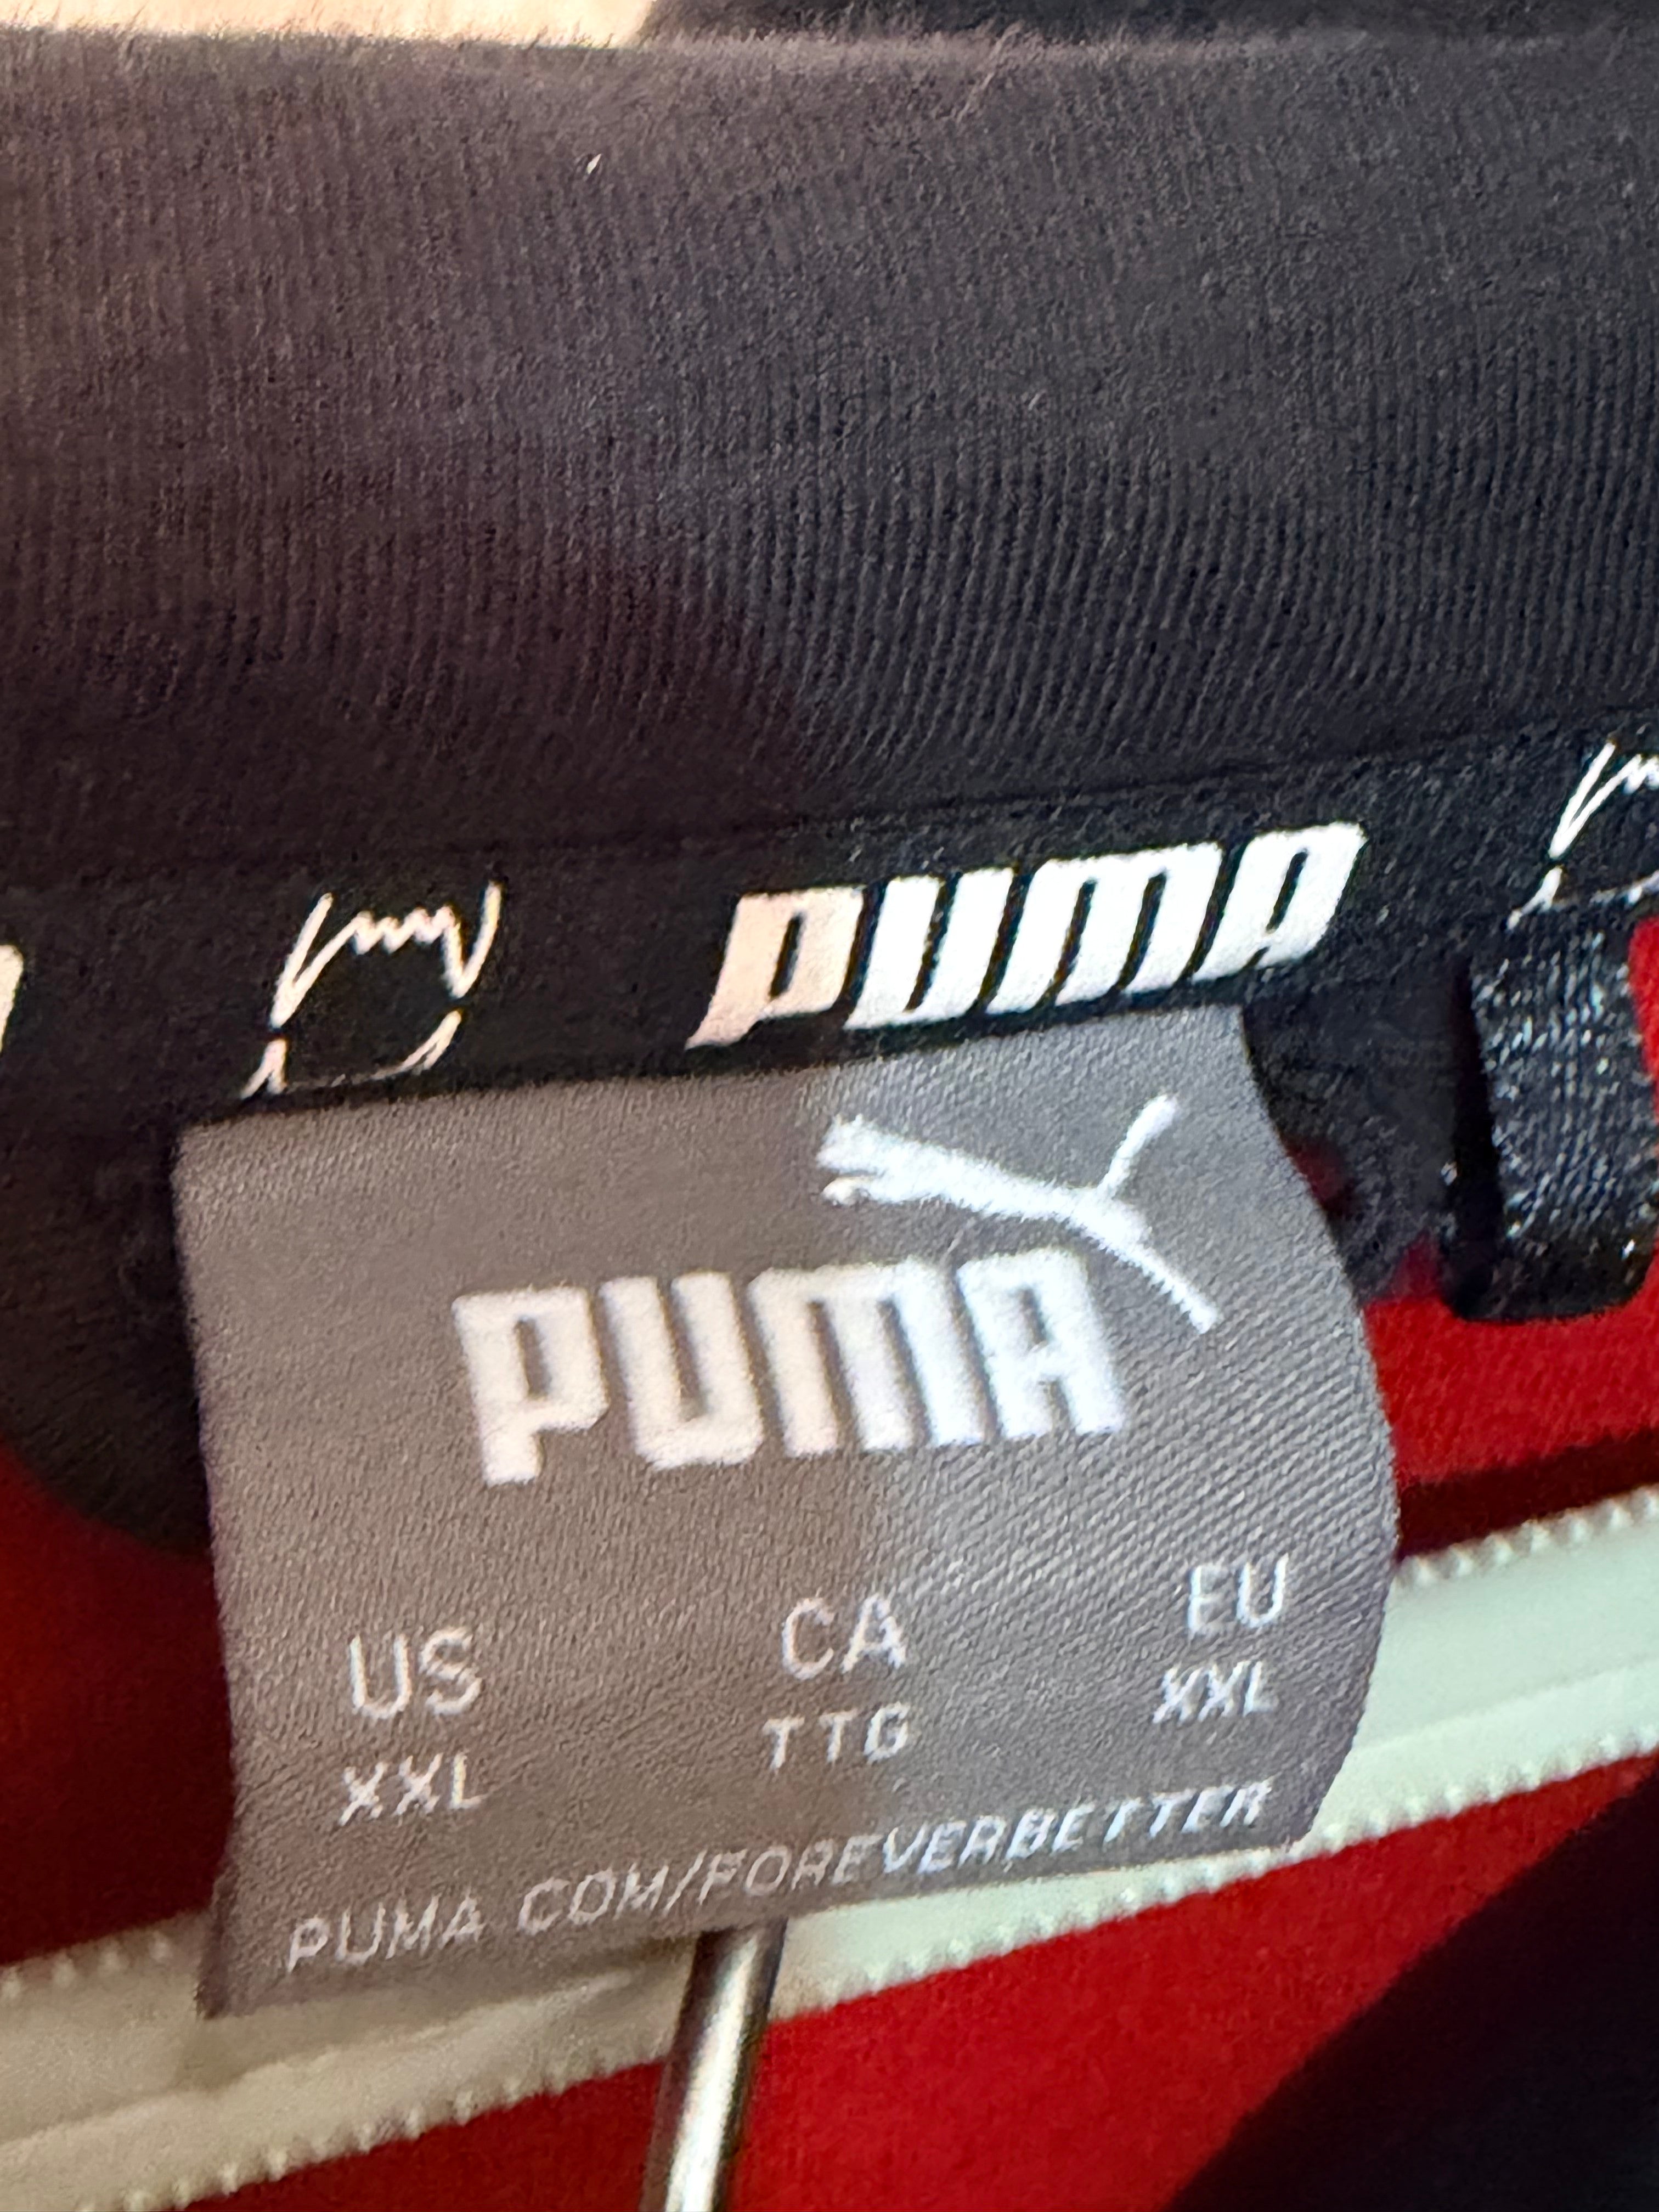 PUMA
PUMA
US CA EU
XXL TTG XXL
PUMA.COM/FOREVERBETTER